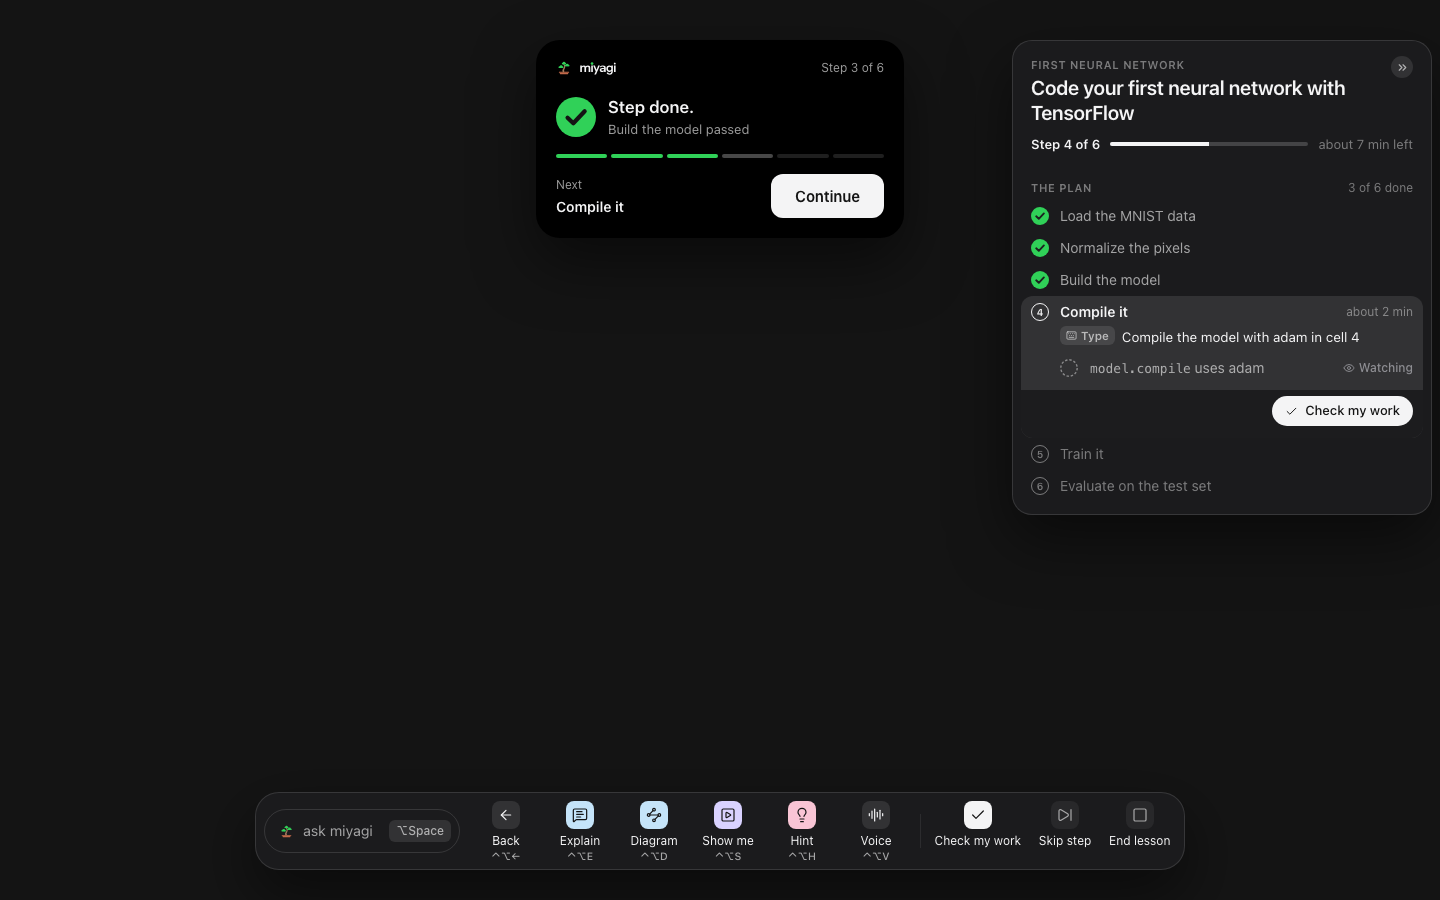 miyagi
Step 3 of 6
Step done.
Build the model passed
Next
Compile it
Continue
FIRST NEURAL NETWORK
Code your first neural network with
TensorFlow
Step 4 of 6
about 7 min left
THE PLAN
3 of 6 done
Load the MNIST data
Normalize the pixels
Build the model
4 Compile it
about 2 min
Type Compile the model with adam in cell 4
model.compile uses adam
Watching
Check my work
5 Train it
6 Evaluate on the test set
ask miyagi
⌥Space
Back
^⌥←
Explain
^⌥E
Diagram
^⌥D
Show me
^⌥S
Hint
^⌥H
Voice
^⌥V
Check my work
Skip step
End lesson